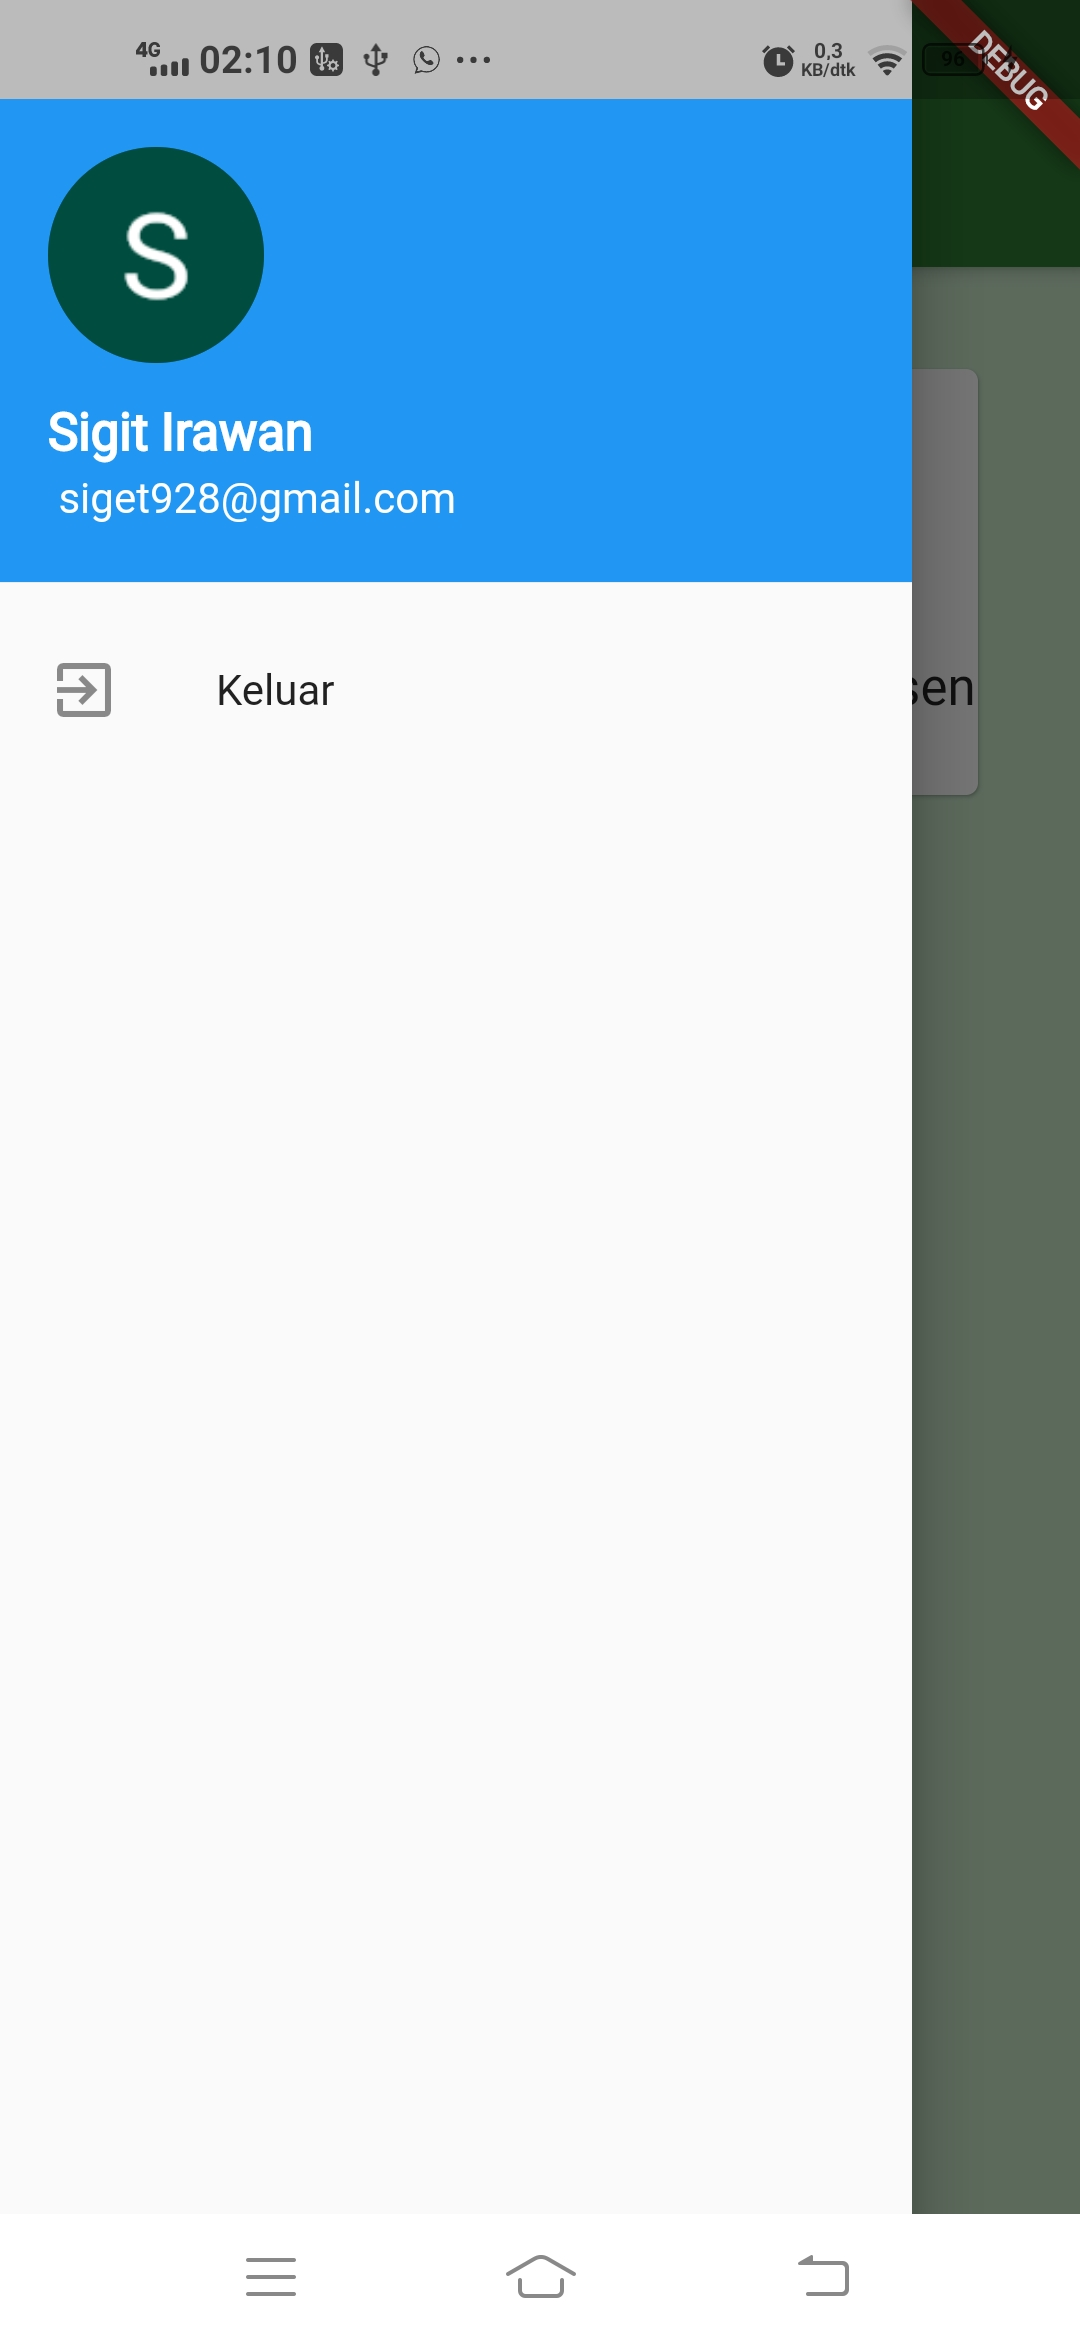 4G 02:10 0,3 KB/dtk 96
DEBUG
S
Sigit Irawan
siget928@gmail.com
Keluar
sen